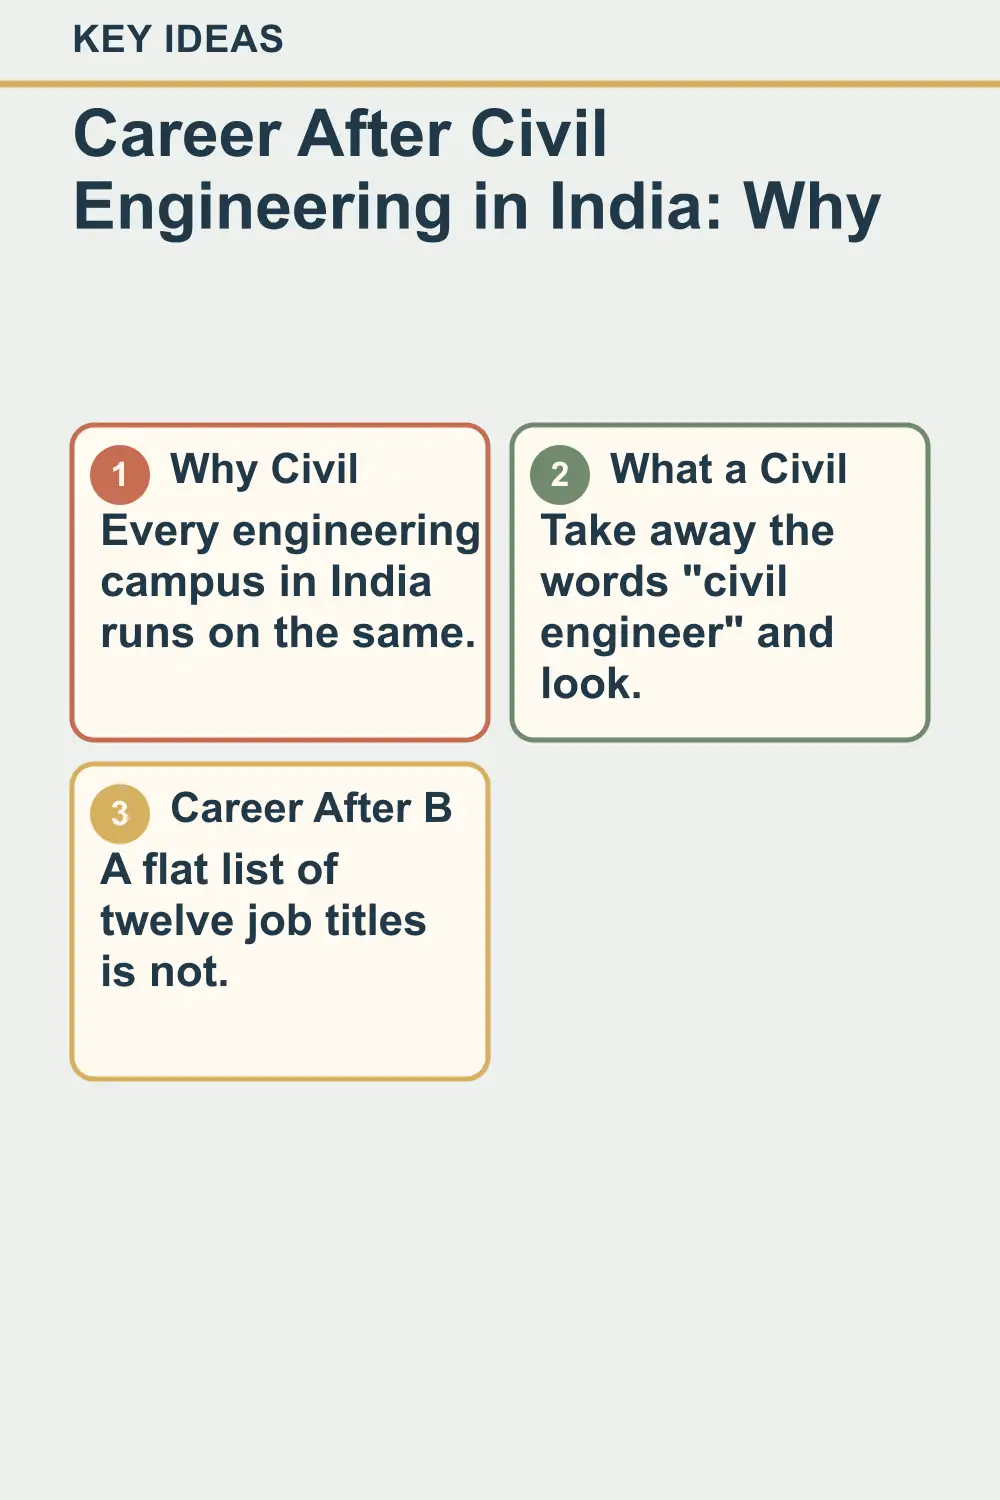 KEY IDEAS
Career After Civil
Engineering in India: Why
1
Why Civil
Every engineering
campus in India
runs on the same.
2
What a Civil
Take away the
words "civil
engineer" and
look.
3
Career After B
A flat list of
twelve job titles
is not.